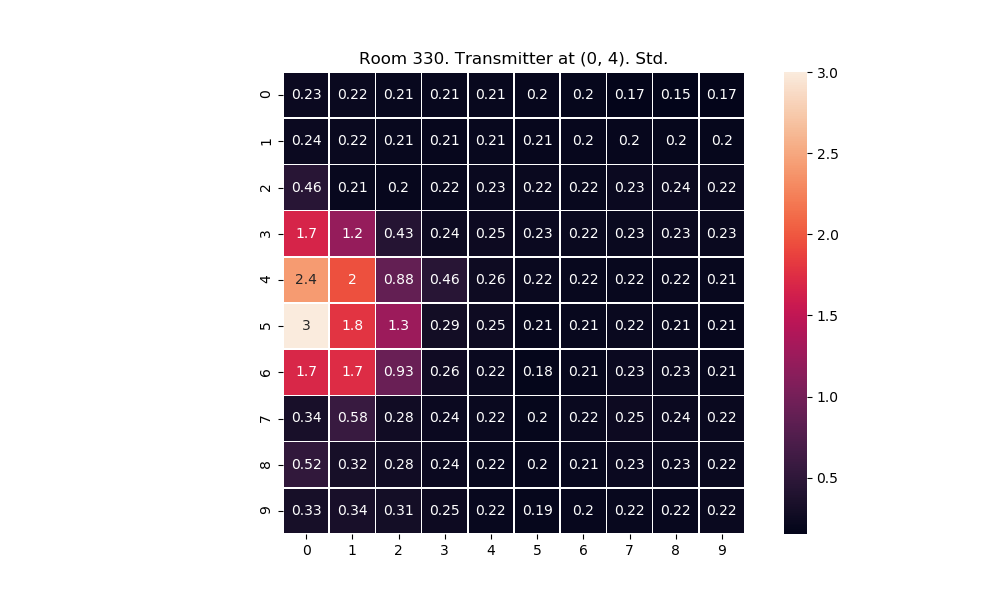 Room 330. Transmitter at (0, 4). Std.
0 0.23 0.22 0.21 0.21 0.21 0.2 0.2 0.17 0.15 0.17
1 0.24 0.22 0.21 0.21 0.21 0.21 0.2 0.2 0.2 0.2
2 0.46 0.21 0.2 0.22 0.23 0.22 0.22 0.23 0.24 0.22
3 1.7 1.2 0.43 0.24 0.25 0.23 0.22 0.23 0.23 0.23
4 2.4 2 0.88 0.46 0.26 0.22 0.22 0.22 0.22 0.21
5 3 1.8 1.3 0.29 0.25 0.21 0.21 0.22 0.21 0.21
6 1.7 1.7 0.93 0.26 0.22 0.18 0.21 0.23 0.23 0.21
7 0.34 0.58 0.28 0.24 0.22 0.2 0.22 0.25 0.24 0.22
8 0.52 0.32 0.28 0.24 0.22 0.2 0.21 0.23 0.23 0.22
9 0.33 0.34 0.31 0.25 0.22 0.19 0.2 0.22 0.22 0.22
0 1 2 3 4 5 6 7 8 9
3.0
2.5
2.0
1.5
1.0
0.5